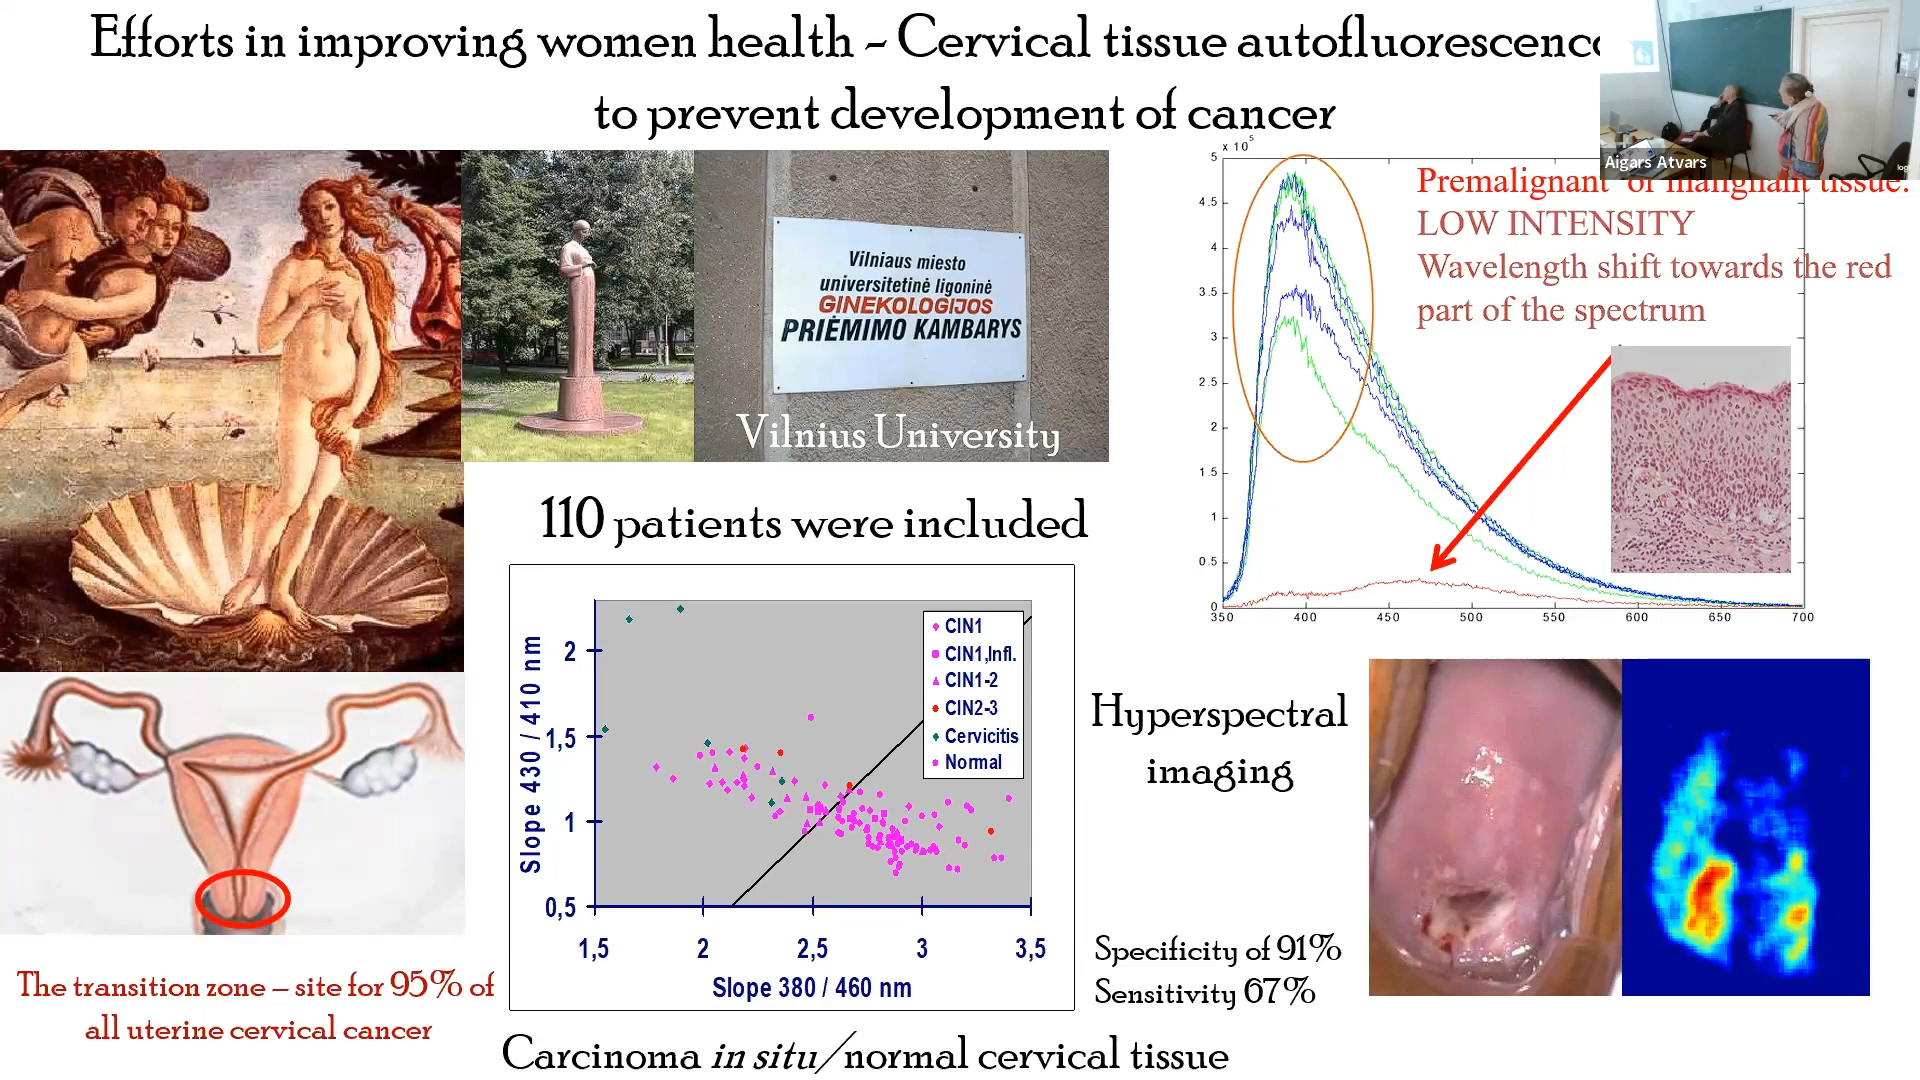 Efforts in improving women health - Cervical tissue autofluorescence
to prevent development of cancer
Aigars Atvars
Vilniaus miesto
universitetinė ligoninė
GINEKOLOGIJOS
PRIĖMIMO KAMBARYS
Vilnius University
x 10^5
5
4.5
4
3.5
3
2.5
2
1.5
1
0.5
0
350
400
450
500
550
600
650
700
Premalignant or malignant tissue:
LOW INTENSITY
Wavelength shift towards the red
part of the spectrum
110 patients were included
Slope 430 / 410 nm
2
1,5
1
0,5
1,5
2
2,5
3
3,5
Slope 380 / 460 nm
CIN1
CIN1,Infl.
CIN1-2
CIN2-3
Cervicitis
Normal
Hyperspectral
imaging
Specificity of 91%
Sensitivity 67%
The transition zone – site for 95% of
all uterine cervical cancer
Carcinoma in situ/normal cervical tissue